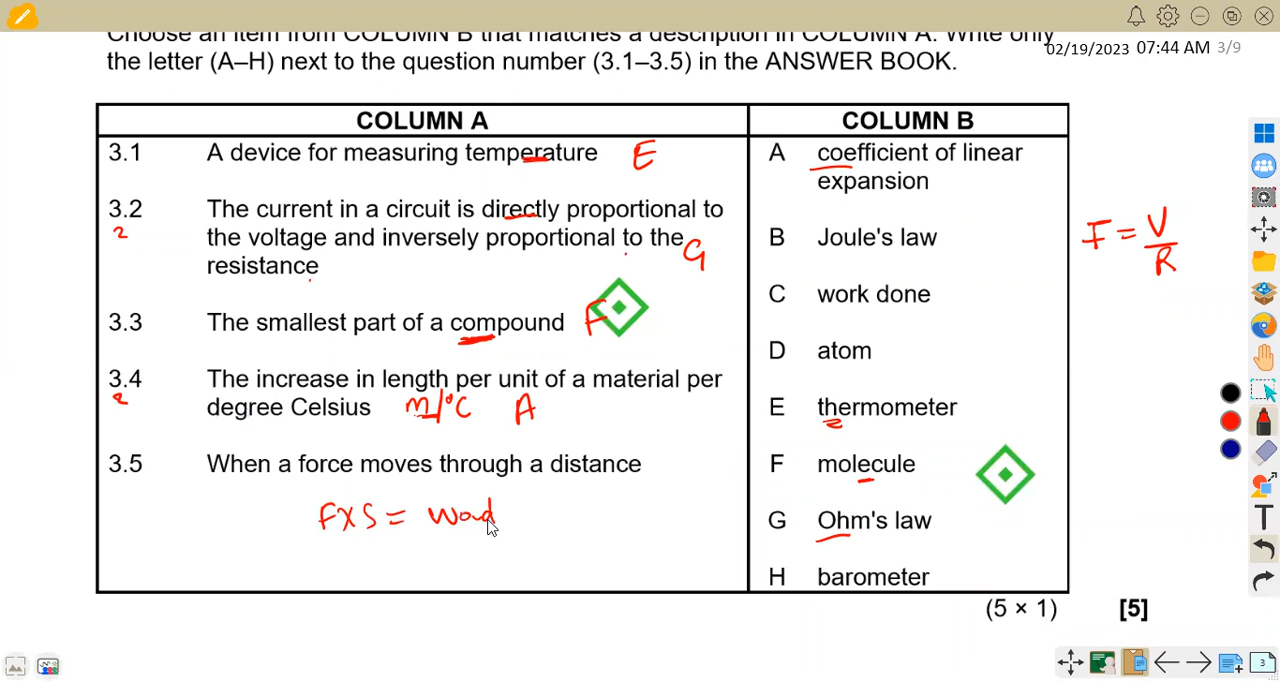 02/19/2023 07:44 AM 3/9
Choose an item from COLUMN B that matches a description in COLUMN A. Write only
the letter (A–H) next to the question number (3.1–3.5) in the ANSWER BOOK.
COLUMN A
COLUMN B
3.1 A device for measuring temperature E
3.2 The current in a circuit is directly proportional to
2 the voltage and inversely proportional to the G
resistance
3.3 The smallest part of a compound F
3.4 The increase in length per unit of a material per
2 degree Celsius m/°C A
3.5 When a force moves through a distance
F×S = Word
A coefficient of linear
expansion
B Joule's law
C work done
D atom
E thermometer
F molecule
G Ohm's law
H barometer
I = V
R
(5 × 1) [5]
T
3